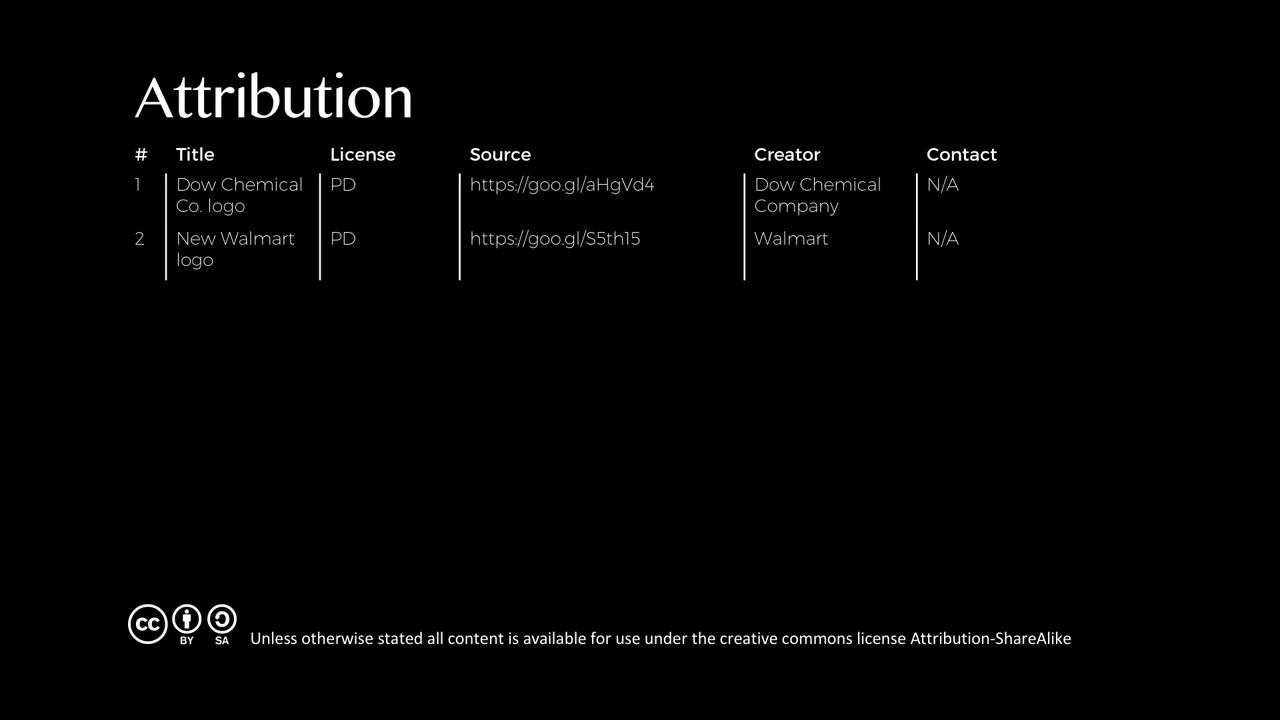 Attribution
# Title License Source Creator Contact
1 Dow Chemical Co. logo PD https://goo.gl/aHgVd4 Dow Chemical Company N/A
2 New Walmart logo PD https://goo.gl/S5th15 Walmart N/A
cc BY SA Unless otherwise stated all content is available for use under the creative commons license Attribution-ShareAlike